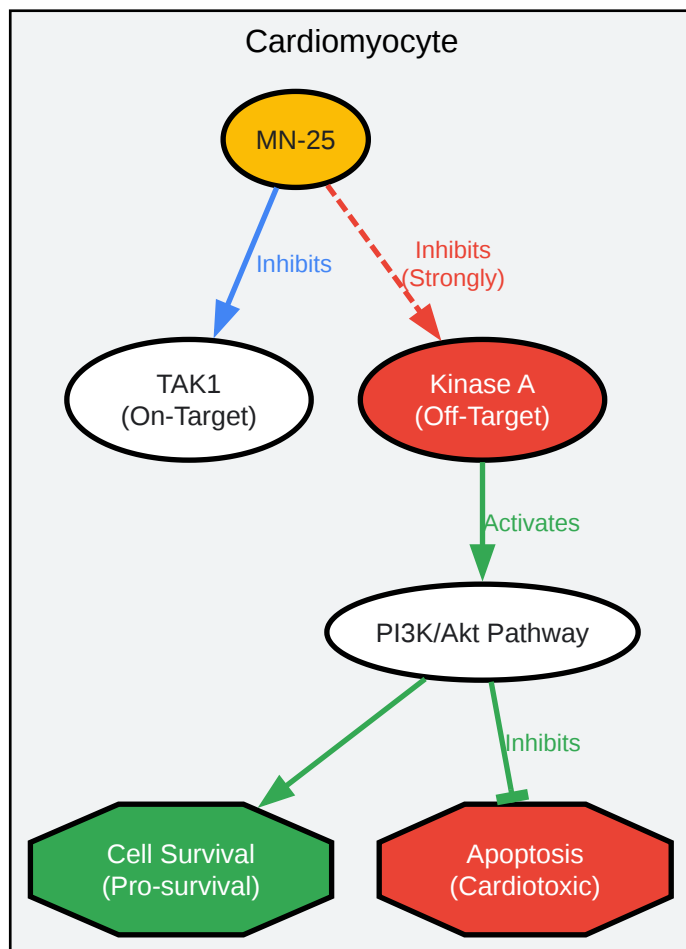 Cardiomyocyte
MN-25
Inhibits
Inhibits
(Strongly)
TAK1
(On-Target)
Kinase A
(Off-Target)
Activates
PI3K/Akt Pathway
Inhibits
Cell Survival
(Pro-survival)
Apoptosis
(Cardiotoxic)